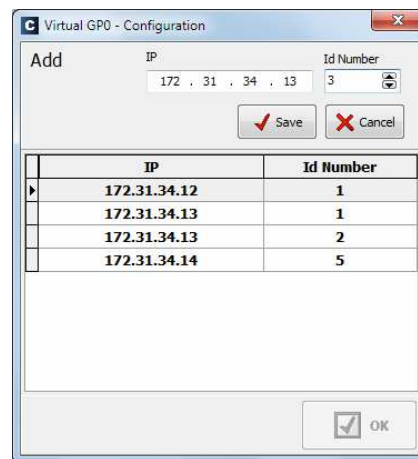 C Virtual GP0 - Configuration
Add
IP
Id Number
172 . 31 . 34 . 13
3
Save
Cancel
IP Id Number
172.31.34.12 1
172.31.34.13 1
172.31.34.13 2
172.31.34.14 5
OK